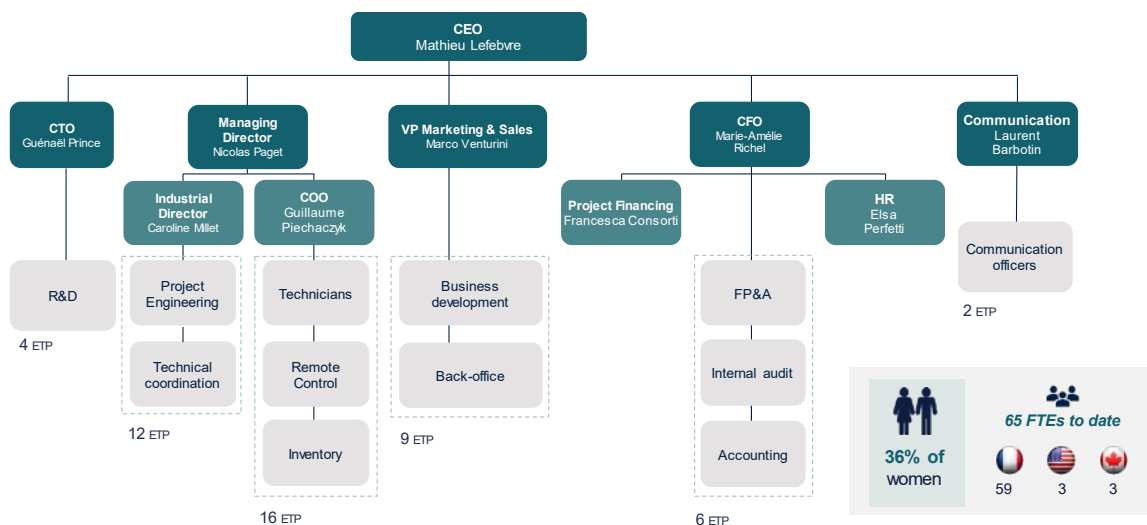 CEO
Mathieu Lefebvre
CTO
Guénaël Prince
Managing
Director
Nicolas Paget
VP Marketing & Sales
Marco Venturini
CFO
Marie-Amélie
Richel
Communication
Laurent
Barbotin
Industrial
Director
Caroline Millet
COO
Guillaume
Piechaczyk
Project Financing
Francesca Consorti
HR
Elsa
Perfetti
R&D
4 ETP
Project
Engineering
Technical
coordination
12 ETP
Technicians
Remote
Control
Inventory
16 ETP
Business
development
Back-office
9 ETP
FP&A
Internal audit
Accounting
6 ETP
Communication
officers
2 ETP
36% of
women
65 FTEs to date
59
3
3